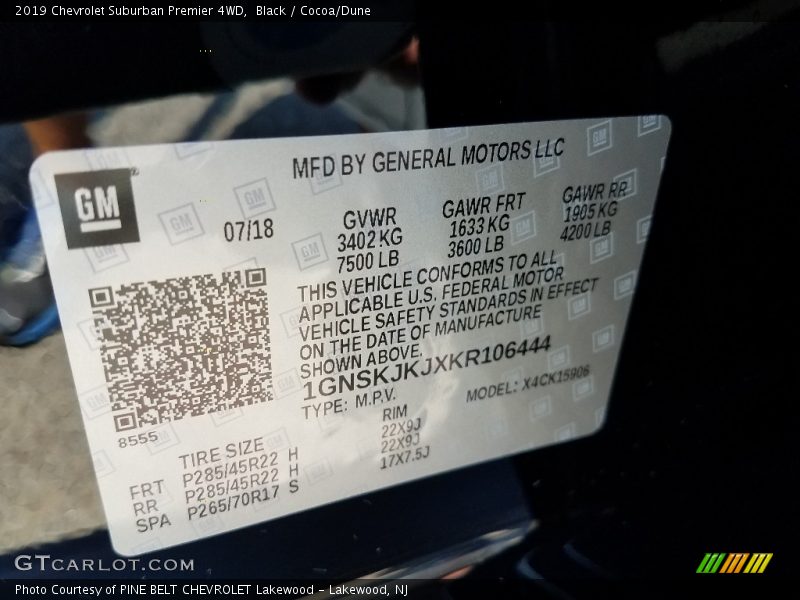 2019 Chevrolet Suburban Premier 4WD,  Black / Cocoa/Dune
MFD BY GENERAL MOTORS LLC
GM
07/18
GVWR
3402 KG
7500 LB
GAWR FRT
1633 KG
3600 LB
GAWR RR
1905 KG
4200 LB
THIS VEHICLE CONFORMS TO ALL
APPLICABLE U.S. FEDERAL MOTOR
VEHICLE SAFETY STANDARDS IN EFFECT
ON THE DATE OF MANUFACTURE
SHOWN ABOVE.
1GNSKJKJXKR106444
TYPE: M.P.V.
MODEL: X4CK15906
8555
TIRE SIZE
RIM
FRT P285/45R22 H 22X9J
RR P285/45R22 H 22X9J
SPA P265/70R17 S 17X7.5J
GTCARLOT.COM
Photo Courtesy of PINE BELT CHEVROLET Lakewood - Lakewood, NJ